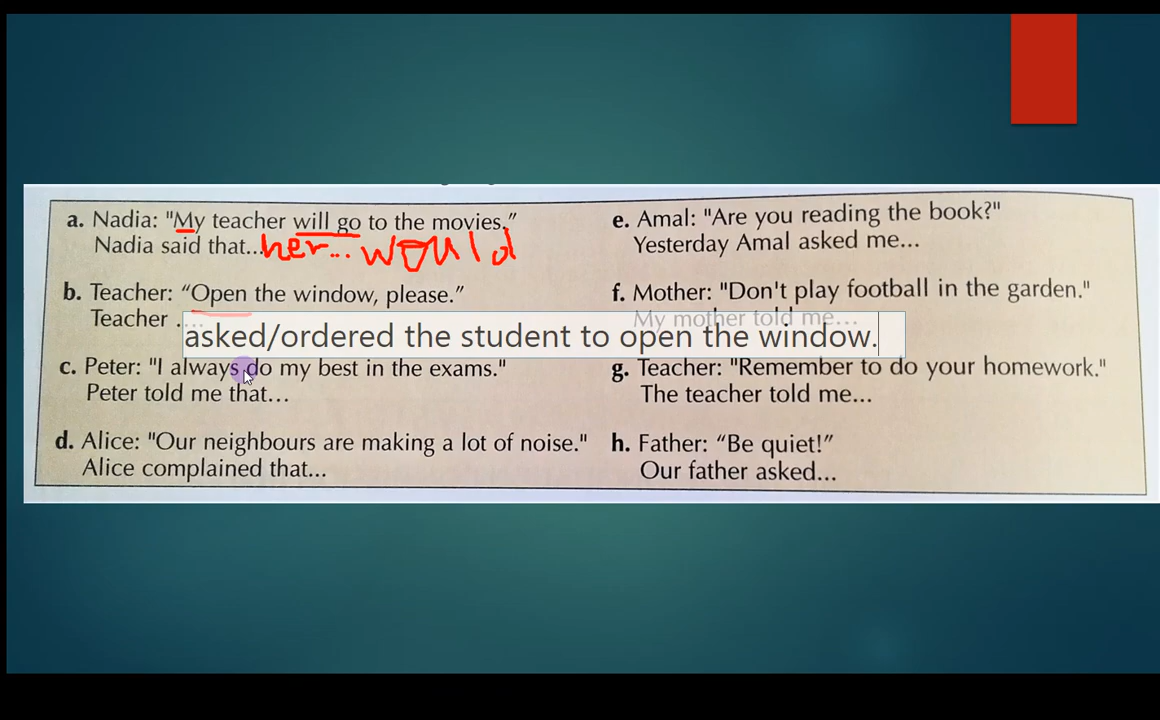 a. Nadia: "My teacher will go to the movies."
Nadia said that...her... would
b. Teacher: “Open the window, please.”
Teacher ....
asked/ordered the student to open the window.
c. Peter: "I always do my best in the exams."
Peter told me that...
d. Alice: "Our neighbours are making a lot of noise."
Alice complained that...
e. Amal: "Are you reading the book?"
Yesterday Amal asked me...
f. Mother: "Don't play football in the garden."
My mother told me...
g. Teacher: "Remember to do your homework."
The teacher told me...
h. Father: “Be quiet!”
Our father asked...